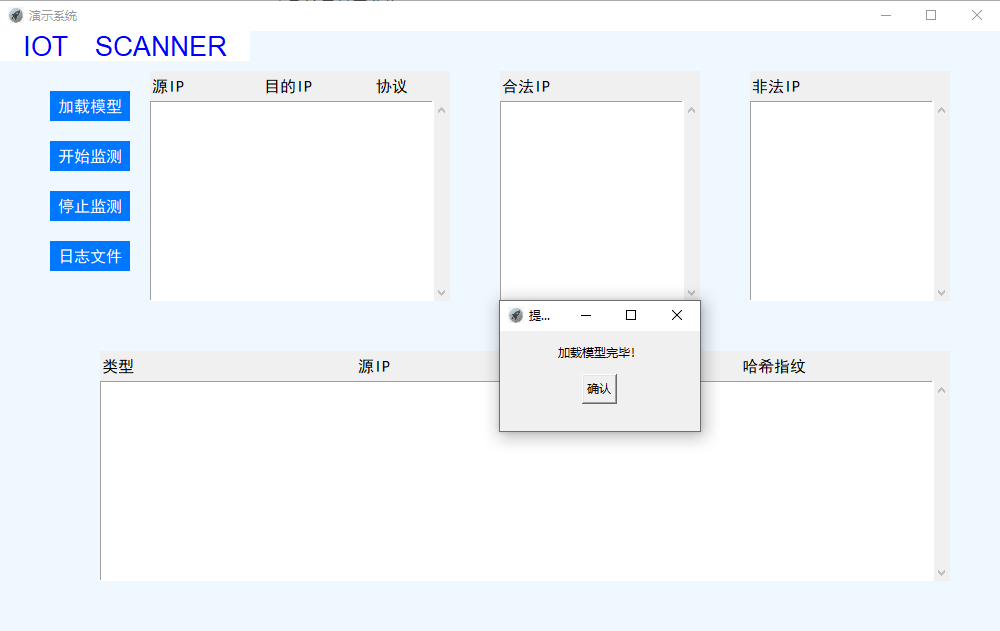 演示系统
IOT SCANNER
源IP 目的IP 协议
合法IP
非法IP
加载模型
开始监测
停止监测
日志文件
提...
加载模型完毕!
确认
类型 源IP 哈希指纹